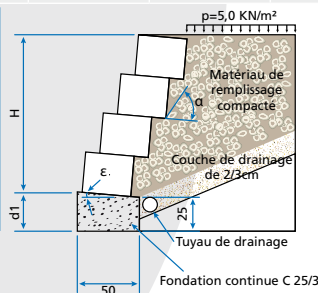 p=5,0 KN/m²
Matériau de
remplissage
compacté
α
H
Couche de drainage
de 2/3cm
ε.
d1
25
Tuyau de drainage
50
Fondation continue C 25/3